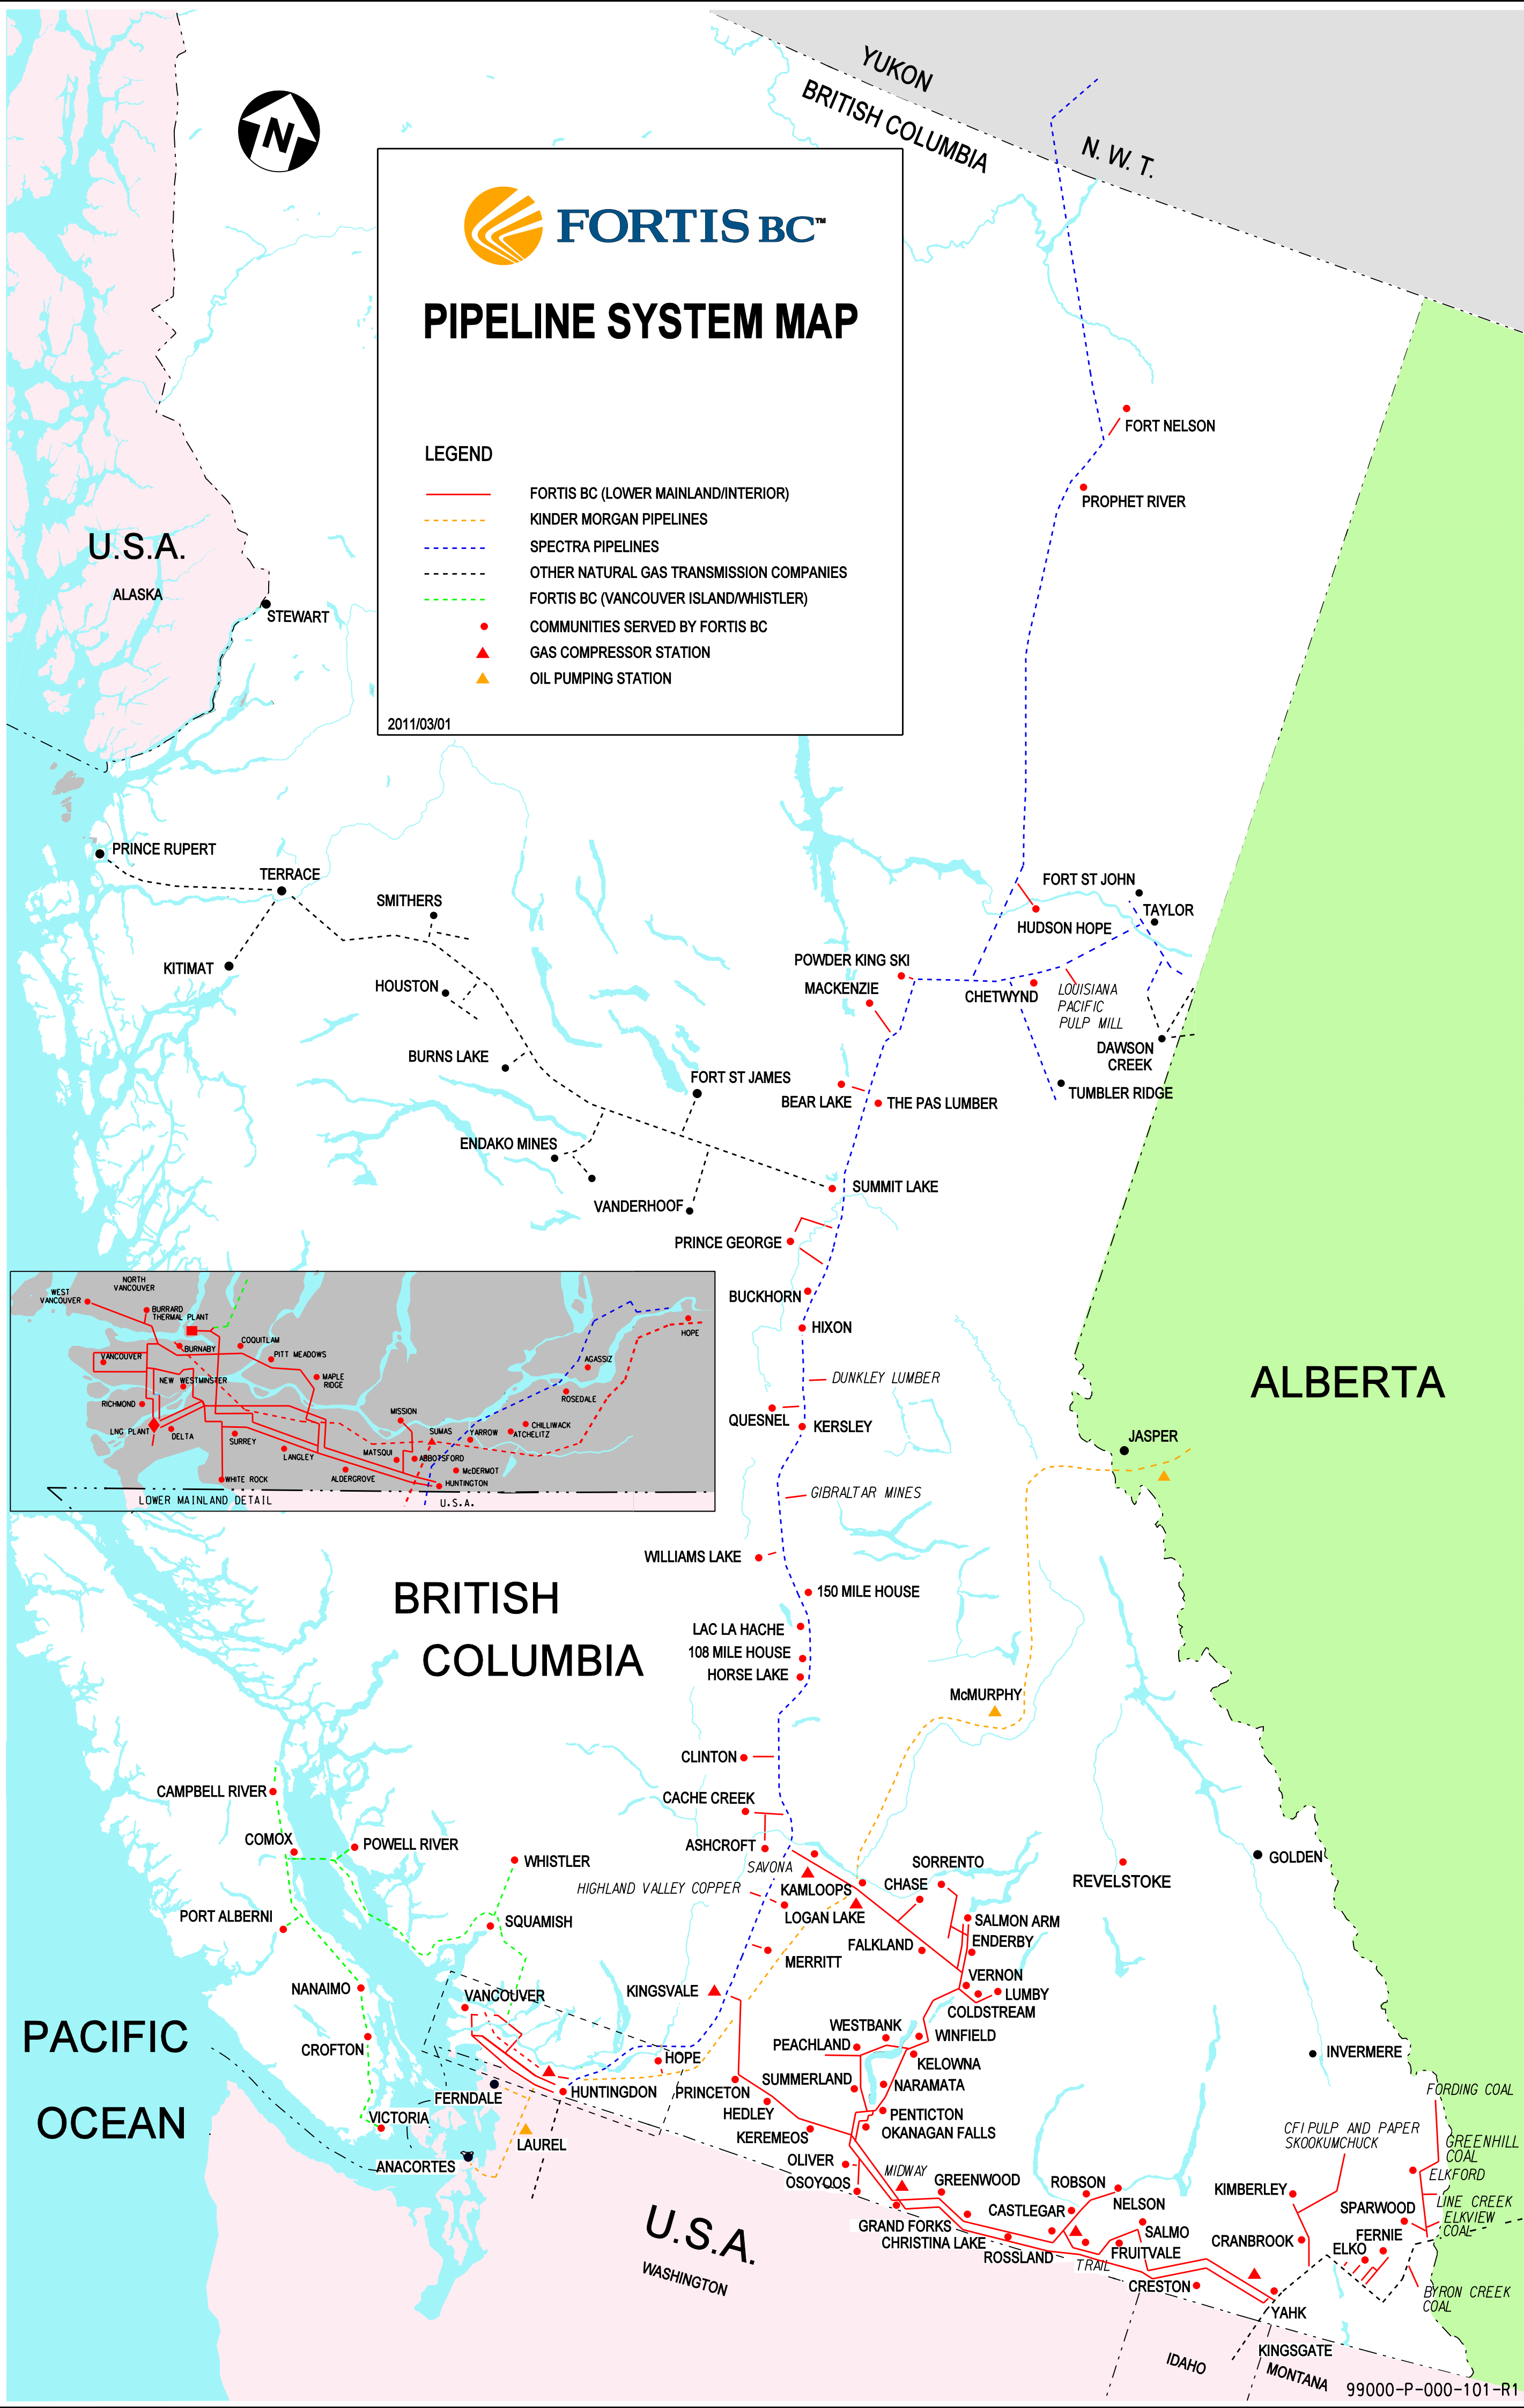 YUKON
BRITISH COLUMBIA
N. W. T.
N
FORTIS BC™
PIPELINE SYSTEM MAP
LEGEND
FORTIS BC (LOWER MAINLAND/INTERIOR)
KINDER MORGAN PIPELINES
SPECTRA PIPELINES
OTHER NATURAL GAS TRANSMISSION COMPANIES
FORTIS BC (VANCOUVER ISLAND/WHISTLER)
COMMUNITIES SERVED BY FORTIS BC
GAS COMPRESSOR STATION
OIL PUMPING STATION
2011/03/01
FORT NELSON
PROPHET RIVER
U.S.A.
ALASKA
STEWART
PRINCE RUPERT
TERRACE
SMITHERS
KITIMAT
HOUSTON
BURNS LAKE
FORT ST JAMES
ENDAKO MINES
VANDERHOOF
FORT ST JOHN
TAYLOR
HUDSON HOPE
POWDER KING SKI
MACKENZIE
CHETWYND
LOUISIANA
PACIFIC
PULP MILL
DAWSON
CREEK
TUMBLER RIDGE
BEAR LAKE
THE PAS LUMBER
SUMMIT LAKE
PRINCE GEORGE
BUCKHORN
HIXON
DUNKLEY LUMBER
QUESNEL
KERSLEY
GIBRALTAR MINES
WILLIAMS LAKE
150 MILE HOUSE
LAC LA HACHE
108 MILE HOUSE
HORSE LAKE
ALBERTA
JASPER
McMURPHY
NORTH
VANCOUVER
WEST
VANCOUVER
BURRARD
THERMAL PLANT
COQUITLAM
BURNABY
PITT MEADOWS
VANCOUVER
NEW WESTMINSTER
MAPLE
RIDGE
RICHMOND
LNG PLANT
DELTA
SURREY
LANGLEY
WHITE ROCK
ALDERGROVE
MISSION
MATSQUI
SUMAS
ABBOTSFORD
YARROW
McDERMOT
HUNTINGTON
CHILLIWACK
ATCHELITZ
ROSEDALE
AGASSIZ
HOPE
LOWER MAINLAND DETAIL
U.S.A.
BRITISH
COLUMBIA
CLINTON
CACHE CREEK
ASHCROFT
SAVONA
HIGHLAND VALLEY COPPER
KAMLOOPS
LOGAN LAKE
MERRITT
KINGSVALE
SORRENTO
CHASE
SALMON ARM
FALKLAND
ENDERBY
VERNON
LUMBY
COLDSTREAM
REVELSTOKE
GOLDEN
CAMPBELL RIVER
COMOX
POWELL RIVER
WHISTLER
PORT ALBERNI
SQUAMISH
NANAIMO
VANCOUVER
CROFTON
HOPE
HUNTINGDON
FERNDALE
VICTORIA
LAUREL
ANACORTES
PACIFIC
OCEAN
WESTBANK
PEACHLAND
WINFIELD
KELOWNA
SUMMERLAND
NARAMATA
PRINCETON
HEDLEY
PENTICTON
KEREMEOS
OKANAGAN FALLS
OLIVER
OSOYOOS
MIDWAY
GREENWOOD
GRAND FORKS
CHRISTINA LAKE
CASTLEGAR
ROBSON
NELSON
SALMO
ROSSLAND
FRUITVALE
TRAIL
CRESTON
YAHK
KINGSGATE
INVERMERE
FORDING COAL
CFI PULP AND PAPER
SKOOKUMCHUCK
GREENHILL
COAL
ELKFORD
KIMBERLEY
SPARWOOD
LINE CREEK
ELKVIEW
COAL
CRANBROOK
FERNIE
ELKO
BYRON CREEK
COAL
U.S.A.
WASHINGTON
IDAHO
MONTANA
99000-P-000-101-R1